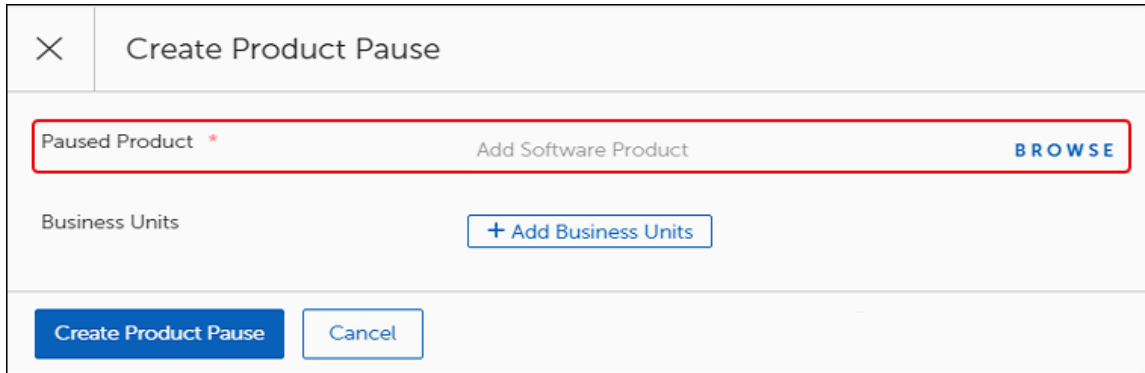 Create Product Pause
Paused Product * Add Software Product BROWSE
Business Units + Add Business Units
Create Product Pause Cancel